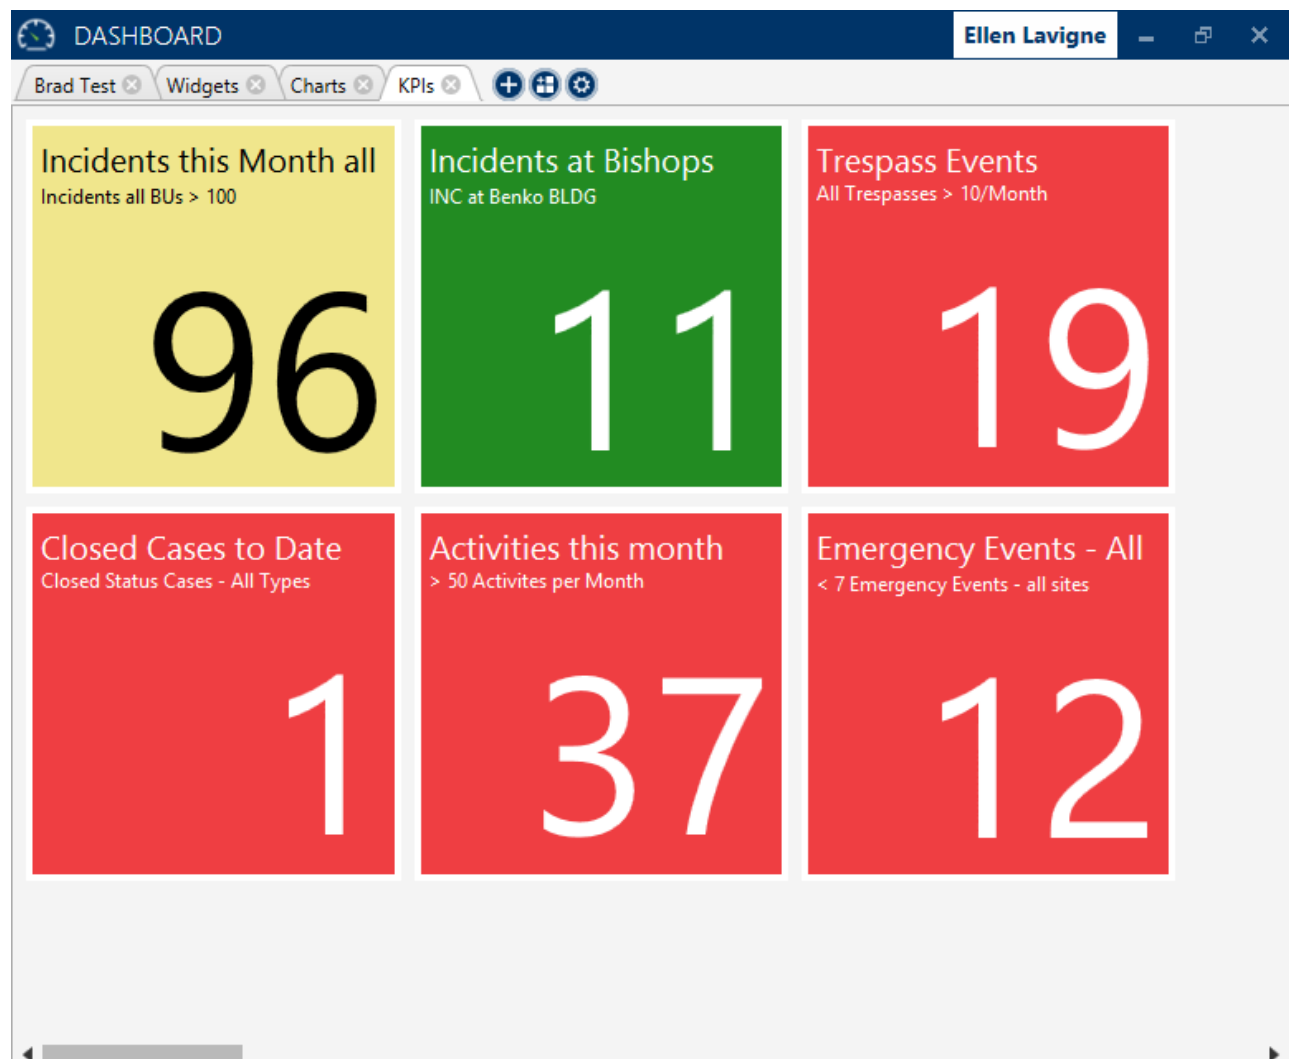 DASHBOARD
Ellen Lavigne
Brad Test
Widgets
Charts
KPIs
Incidents this Month all
Incidents all BUs > 100
96
Incidents at Bishops
INC at Benko BLDG
11
Trespass Events
All Trespasses > 10/Month
19
Closed Cases to Date
Closed Status Cases - All Types
1
Activities this month
> 50 Activites per Month
37
Emergency Events - All
< 7 Emergency Events - all sites
12